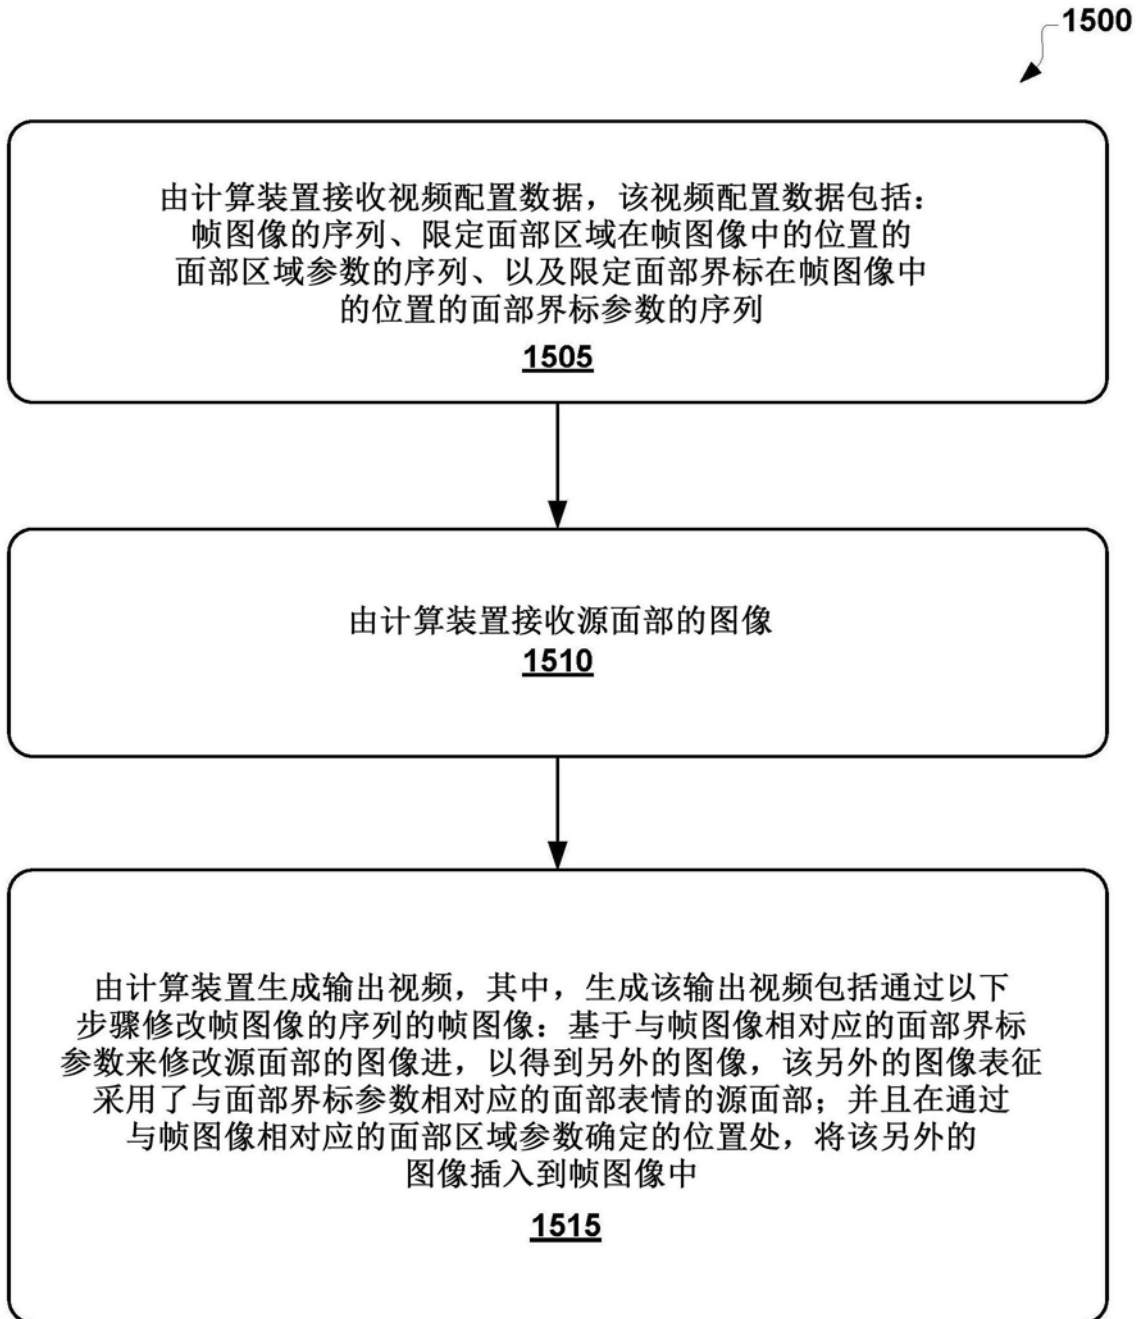 1500
由计算装置接收视频配置数据，该视频配置数据包括：
帧图像的序列、限定面部区域在帧图像中的位置的
面部区域参数的序列、以及限定面部界标在帧图像中
的位置的面部界标参数的序列
1505
由计算装置接收源面部的图像
1510
由计算装置生成输出视频，其中，生成该输出视频包括通过以下
步骤修改帧图像的序列的帧图像：基于与帧图像相对应的面部界标
参数来修改源面部的图像进，以得到另外的图像，该另外的图像表征
采用了与面部界标参数相对应的面部表情的源面部；并且在通过
与帧图像相对应的面部区域参数确定的位置处，将该另外的
图像插入到帧图像中
1515